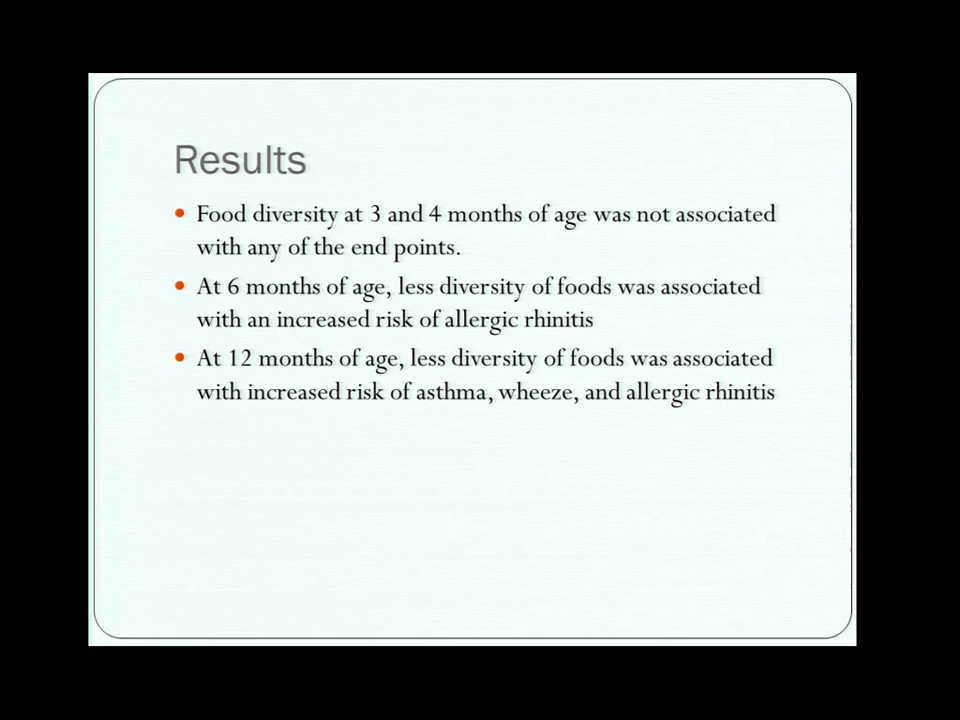 Results
• Food diversity at 3 and 4 months of age was not associated
with any of the end points.
• At 6 months of age, less diversity of foods was associated
with an increased risk of allergic rhinitis
• At 12 months of age, less diversity of foods was associated
with increased risk of asthma, wheeze, and allergic rhinitis